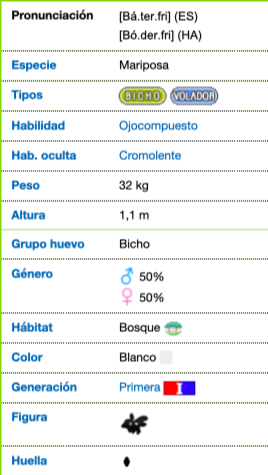 Pronunciación [Bá.ter.fri] (ES)
[Bó.der.fri] (HA)
Especie Mariposa
Tipos BICHO VOLADOR
Habilidad Ojocompuesto
Hab. oculta Cromolente
Peso 32 kg
Altura 1,1 m
Grupo huevo Bicho
Género ♂ 50%
♀ 50%
Hábitat Bosque
Color Blanco
Generación Primera I
Figura
Huella